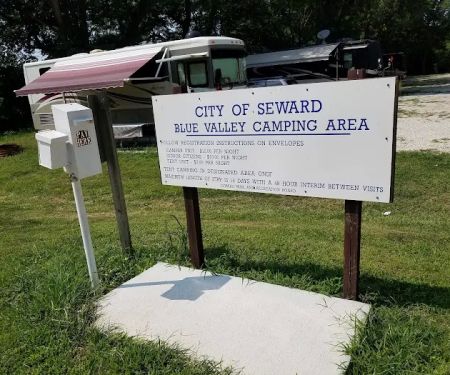 CITY OF SEWARD
BLUE VALLEY CAMPING AREA
FOLLOW REGISTRATION INSTRUCTIONS ON ENVELOPES
CAMPER UNIT PER NIGHT
SENIOR CITIZENS PER NIGHT
TENT UNIT PER NIGHT
TENT CAMPING IN DESIGNATED AREA ONLY
MAXIMUM LENGTH OF STAY IS 14 DAYS WITH A 48 HOUR INTERIM BETWEEN VISITS
PAY
HERE